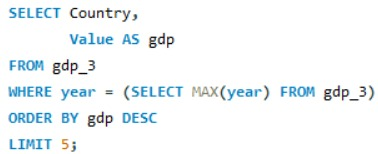 SELECT Country,
       Value AS gdp
FROM gdp_3
WHERE year = (SELECT MAX(year) FROM gdp_3)
ORDER BY gdp DESC
LIMIT 5;